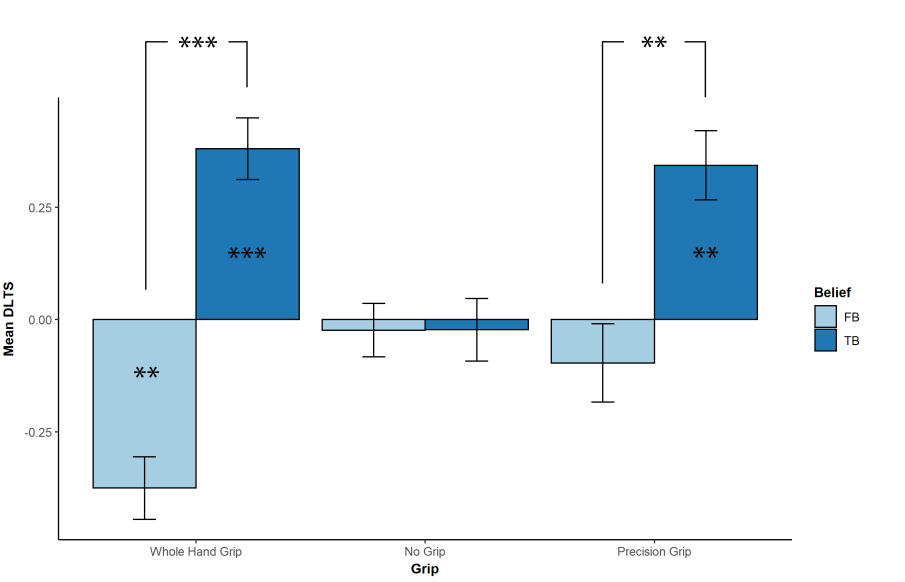 *** **
0.25
*** **
Mean DLTS
0.00
Belief
FB
TB
**
-0.25
Whole Hand Grip No Grip Precision Grip
Grip